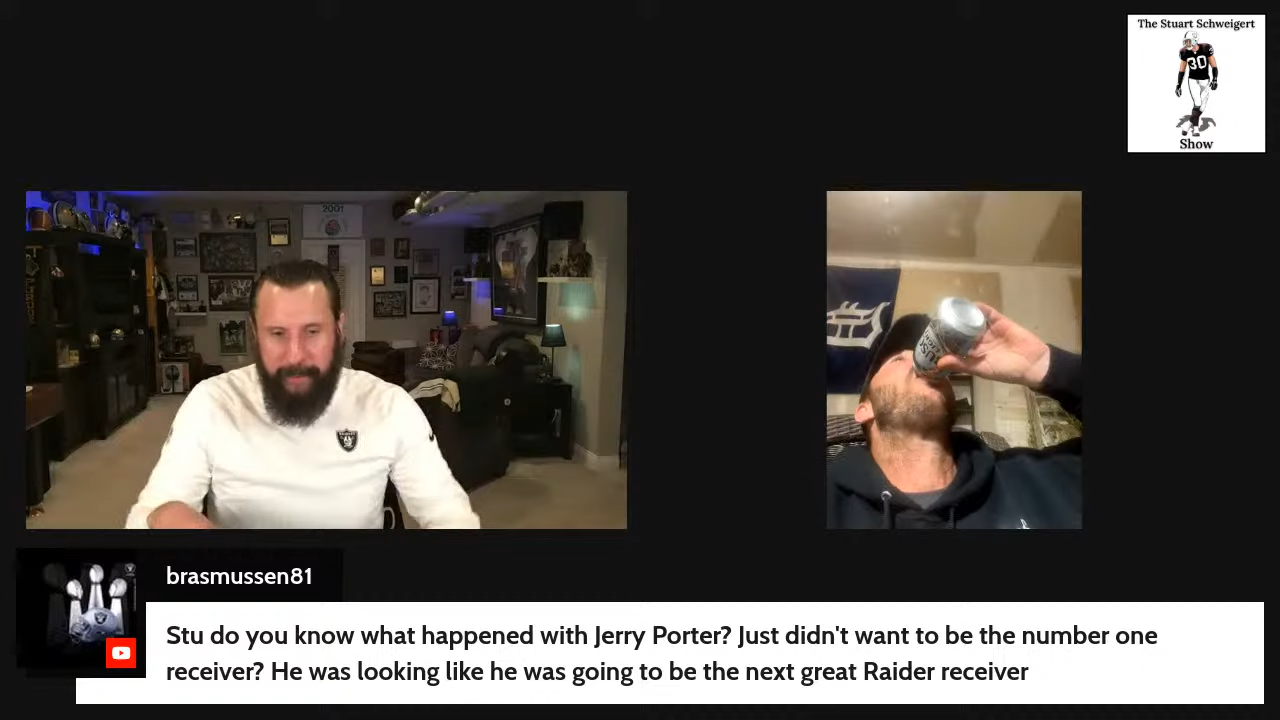 The Stuart Schweigert
30
Show
2001
BUSCH
brasmussen81
Stu do you know what happened with Jerry Porter? Just didn't want to be the number one
receiver? He was looking like he was going to be the next great Raider receiver